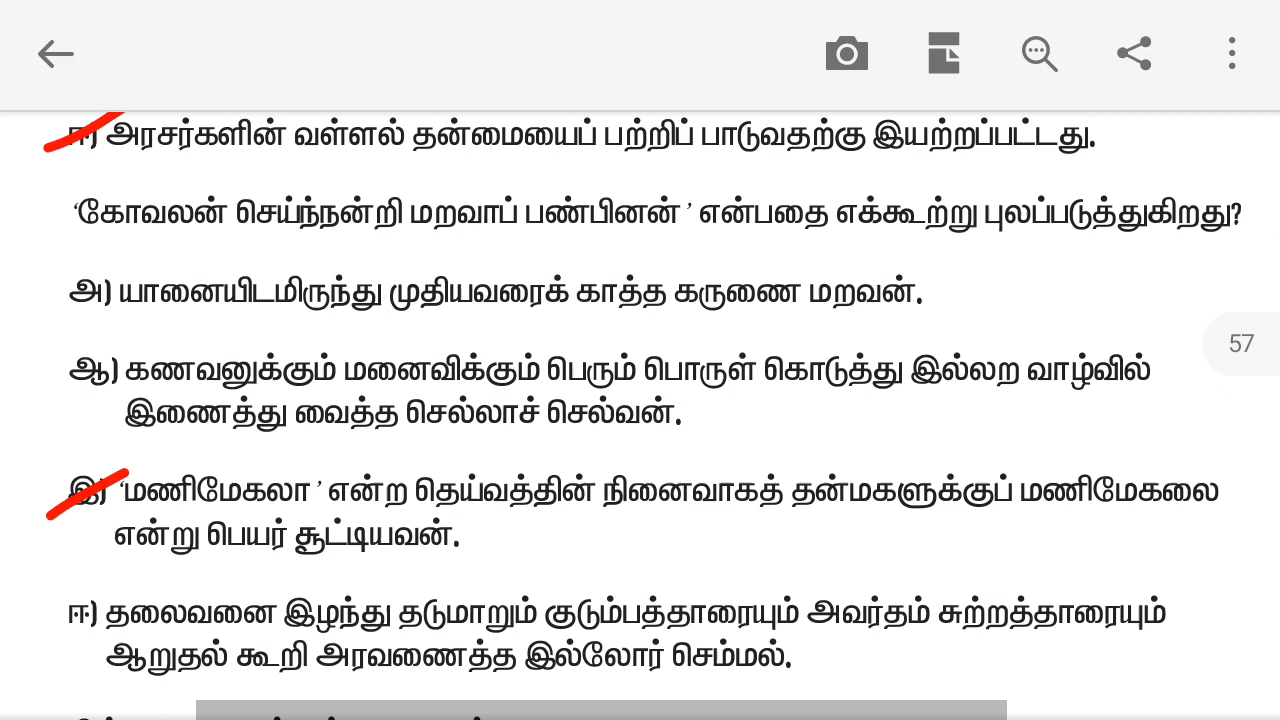 ஈ) அரசர்களின் வள்ளல் தன்மையைப் பற்றிப் பாடுவதற்கு இயற்றப்பட்டது.
‘கோவலன் செய்ந்நன்றி மறவாப் பண்பினன் ’ என்பதை எக்கூற்று புலப்படுத்துகிறது?
அ) யானையிடமிருந்து முதியவரைக் காத்த கருணை மறவன்.
57
ஆ) கணவனுக்கும் மனைவிக்கும் பெரும் பொருள் கொடுத்து இல்லற வாழ்வில்
இணைத்து வைத்த செல்லாச் செல்வன்.
இ) ‘மணிமேகலா ’ என்ற தெய்வத்தின் நினைவாகத் தன்மகளுக்குப் மணிமேகலை
என்று பெயர் சூட்டியவன்.
ஈ) தலைவனை இழந்து தடுமாறும் குடும்பத்தாரையும் அவர்தம் சுற்றத்தாரையும்
ஆறுதல் கூறி அரவணைத்த இல்லோர் செம்மல்.